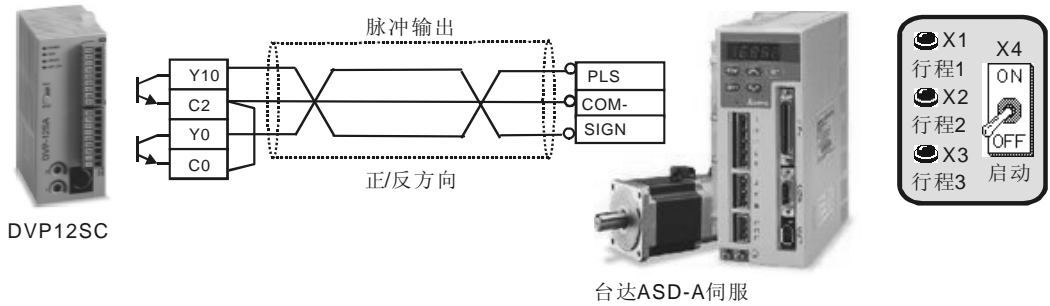 脉冲输出
Y10
C2
Y0
C0
PLS
COM-
SIGN
正/反方向
DVP-12SA
DVP12SC
台达ASD-A伺服
X1
行程1
X2
行程2
X3
行程3
X4
ON
OFF
启动